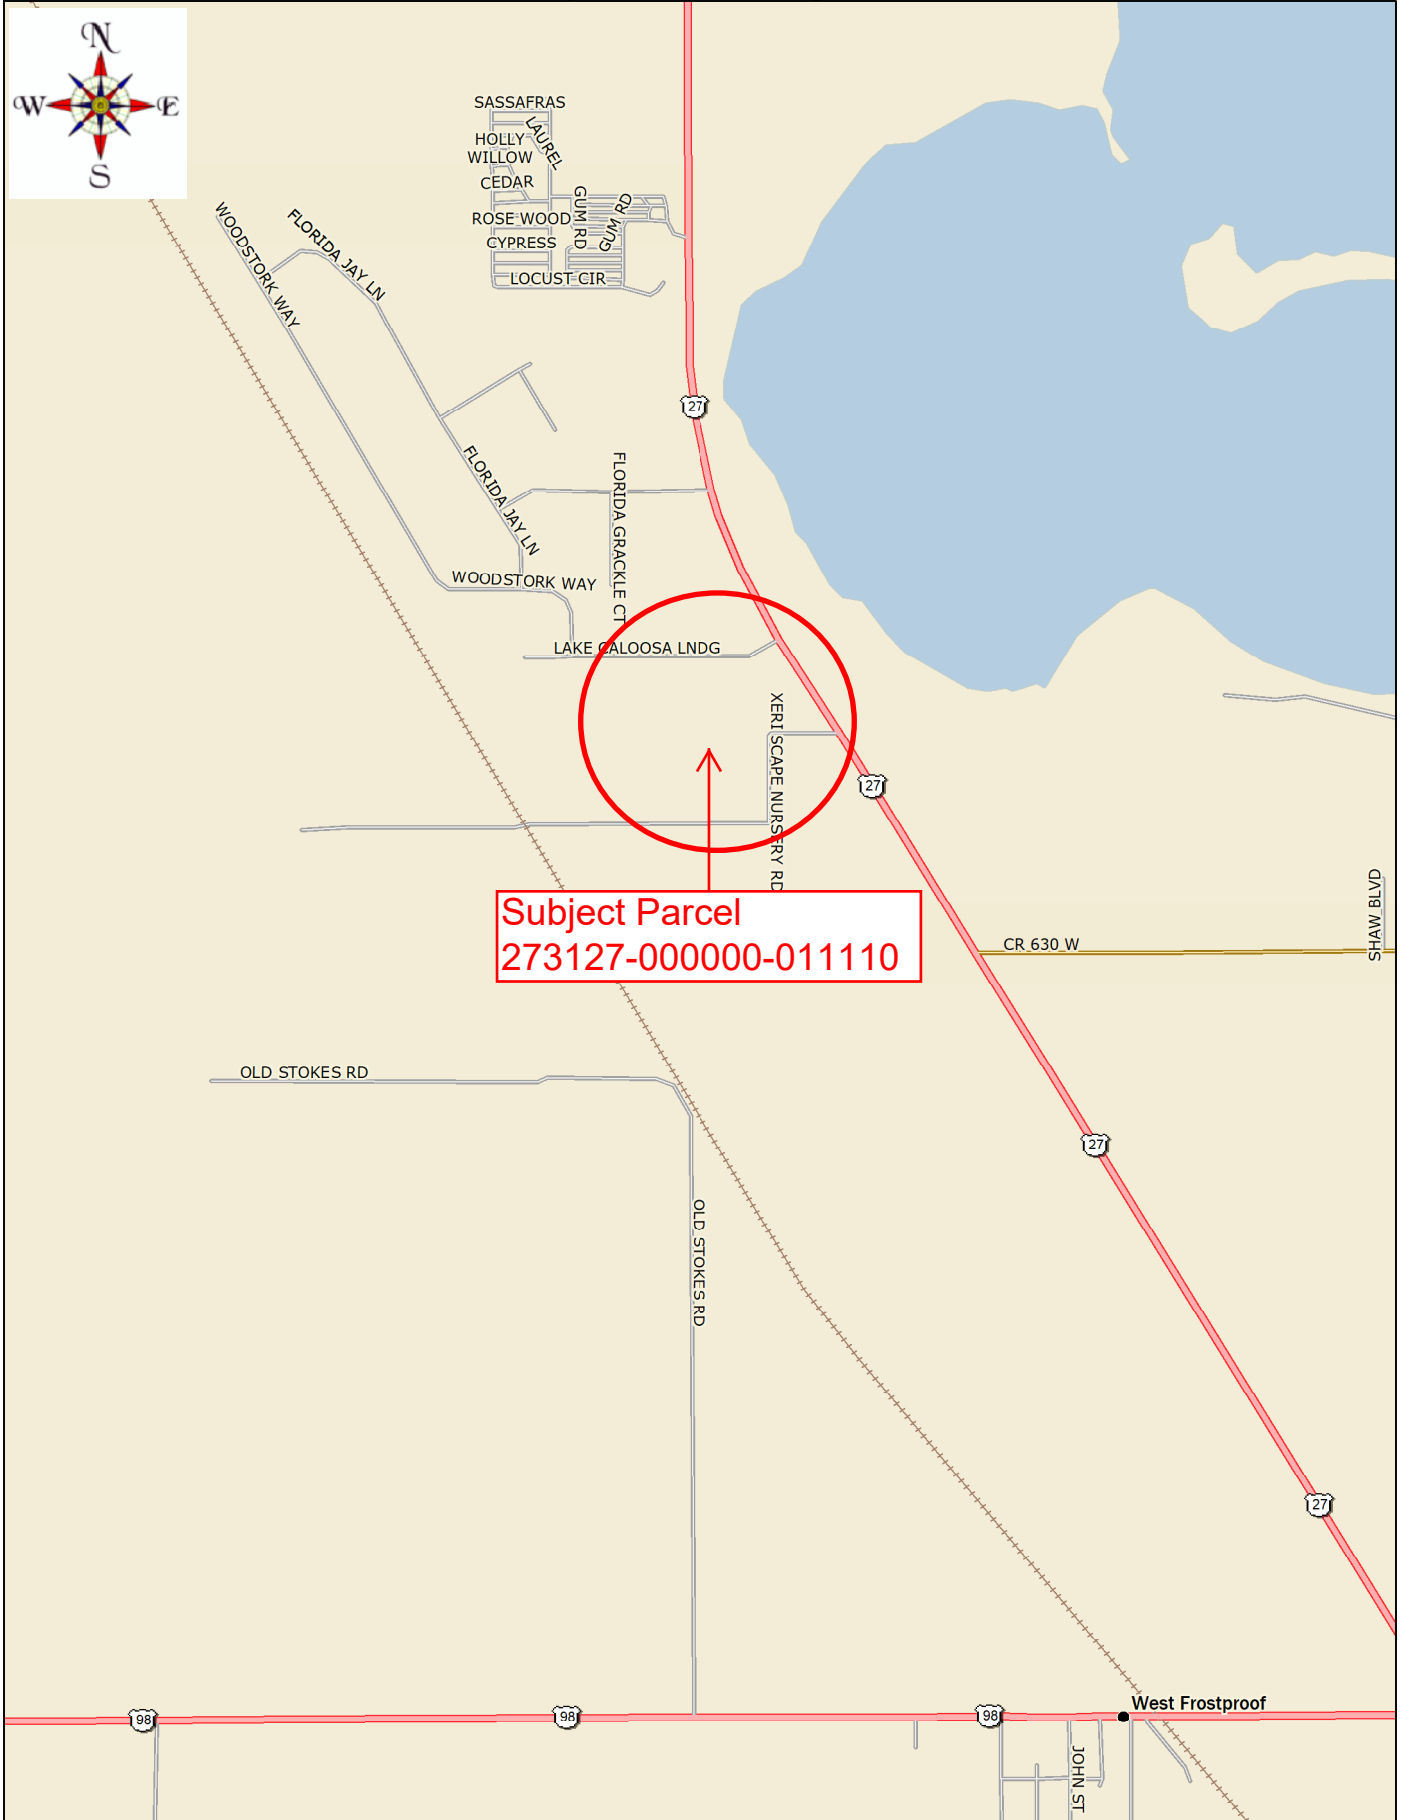 N
W E
S
SASSAFRAS
LAUREL
HOLLY
WILLOW
CEDAR
GUM RD
GUM RD
ROSE WOOD
CYPRESS
LOCUST CIR
WOODSTORK WAY
FLORIDA JAY LN
27
FLORIDA JAY LN
FLORIDA GRACKLE CT
WOODSTORK WAY
LAKE CALOOSA LNDG
XERISCAPE NURSERY RD
27
Subject Parcel
273127-000000-011110
CR 630 W
SHAW BLVD
OLD STOKES RD
27
OLD STOKES RD
27
West Frostproof
98
98
98
JOHN ST